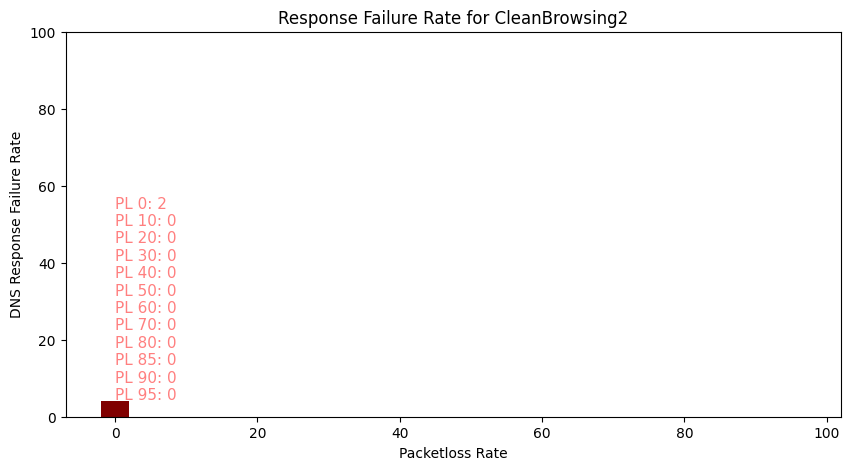 Response Failure Rate for CleanBrowsing2
100
80
60
40
20
0
DNS Response Failure Rate
PL 0: 2
PL 10: 0
PL 20: 0
PL 30: 0
PL 40: 0
PL 50: 0
PL 60: 0
PL 70: 0
PL 80: 0
PL 85: 0
PL 90: 0
PL 95: 0
0 20 40 60 80 100
Packetloss Rate